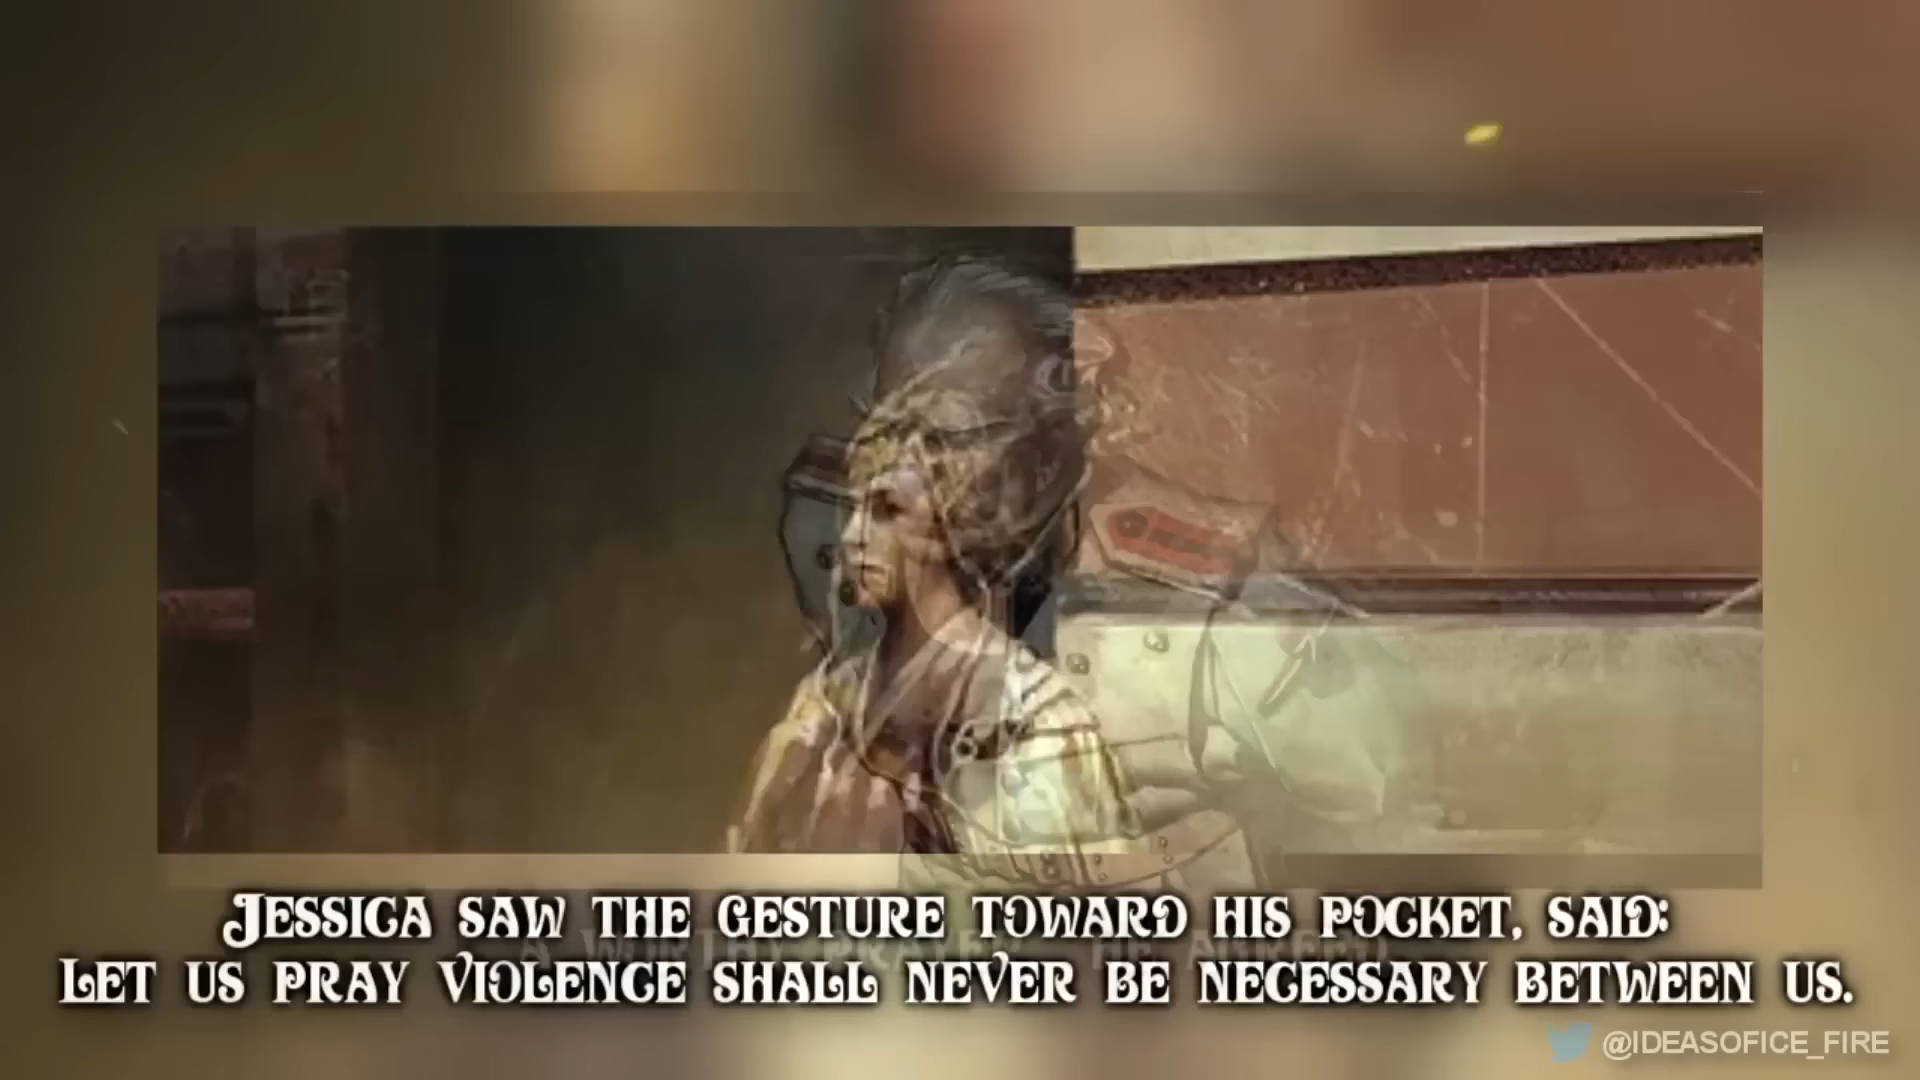 Jessica saw the gesture toward his pocket, said:
Let us pray violence shall never be necessary between us.
@IDEASOFICE_FIRE